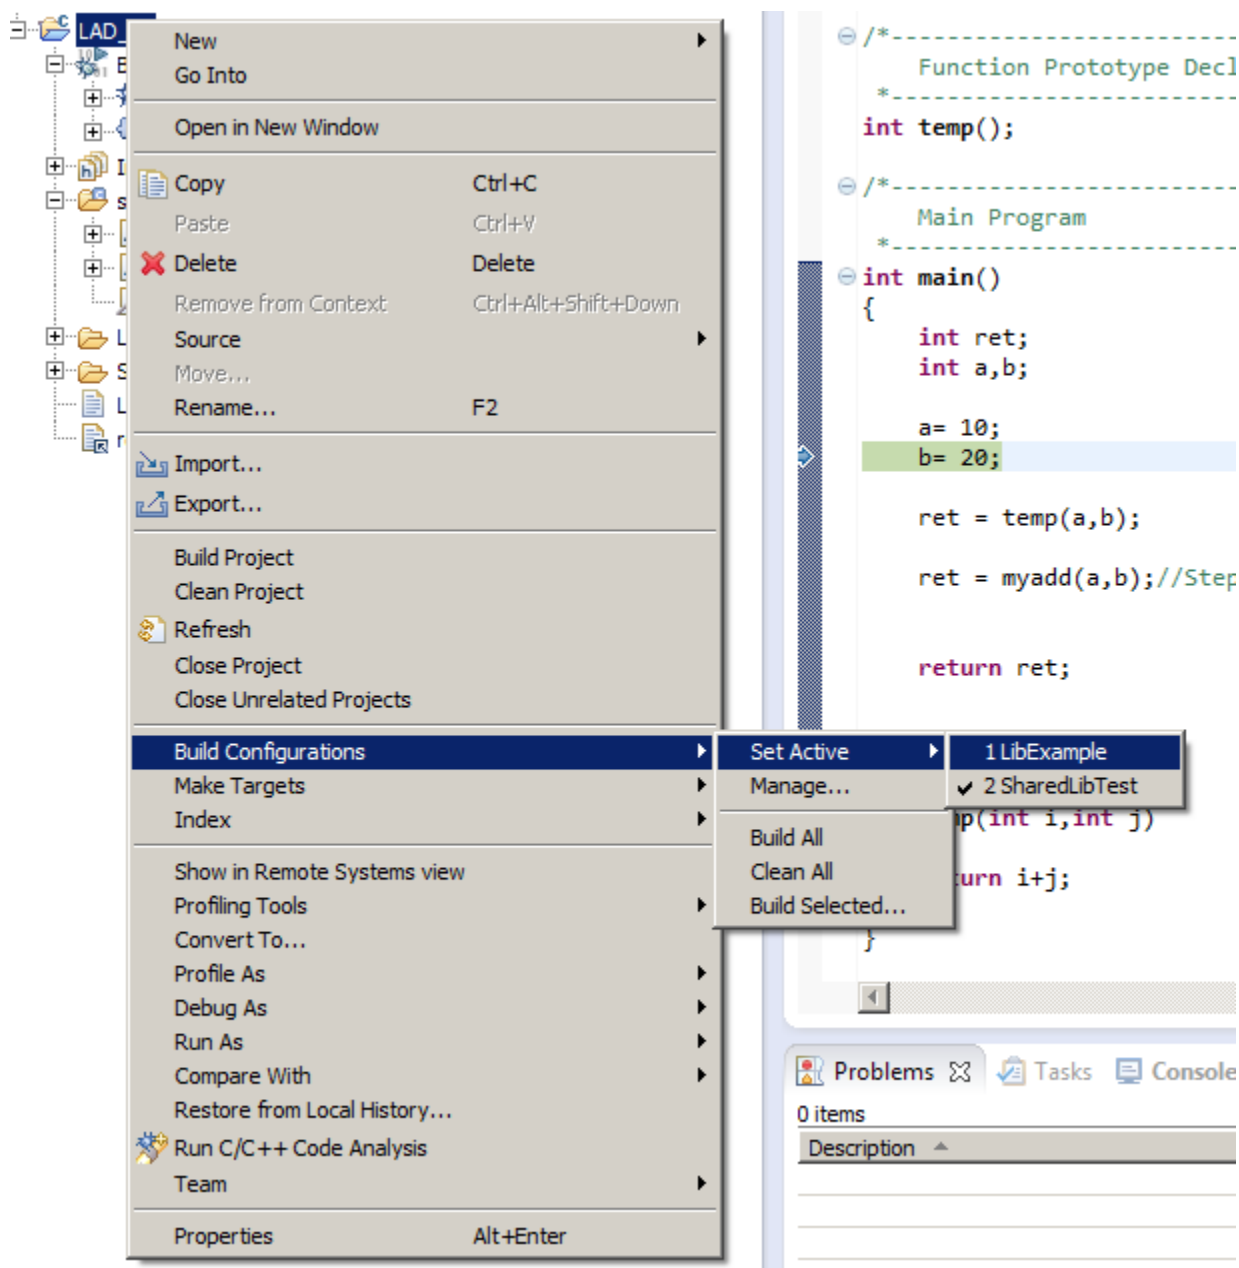 LAD_
New
Go Into
Open in New Window
Copy Ctrl+C
Paste Ctrl+V
Delete Delete
Remove from Context Ctrl+Alt+Shift+Down
Source
Move...
Rename... F2
Import...
Export...
Build Project
Clean Project
Refresh
Close Project
Close Unrelated Projects
Build Configurations
Make Targets
Index
Show in Remote Systems view
Profiling Tools
Convert To...
Profile As
Debug As
Run As
Compare With
Restore from Local History...
Run C/C++ Code Analysis
Team
Properties Alt+Enter
Set Active
Manage...
Build All
Clean All
Build Selected...
1 LibExample
2 SharedLibTest
/*-------------------------
Function Prototype Decl
*-------------------------
int temp();
/*-------------------------
Main Program
*-------------------------
int main()
{
int ret;
int a,b;
a= 10;
b= 20;
ret = temp(a,b);
ret = myadd(a,b);//Step
return ret;
mp(int i,int j)
urn i+j;
}
Problems Tasks Console
0 items
Description